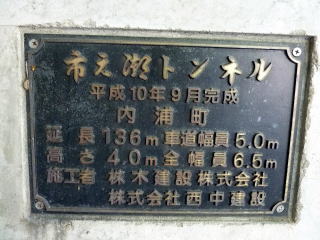 市之瀬トンネル
平成10年9月完成
内浦町
延長136m車道幅員5.0m
高さ4.0m全幅員6.5m
施工者 栤木建設株式会社
株式会社西中建設